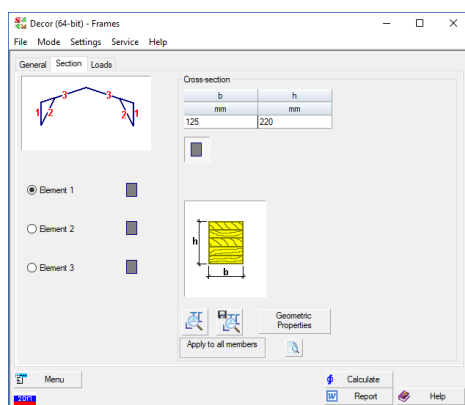 Decor (64-bit) - Frames
File Mode Settings Service Help
General Section Loads
Cross-section
b h
mm mm
125 220
3 3
1 2 2 1
Element 1
Element 2
Element 3
h
b
Geometric
Properties
Apply to all members
Menu
Calculate
Report
Help